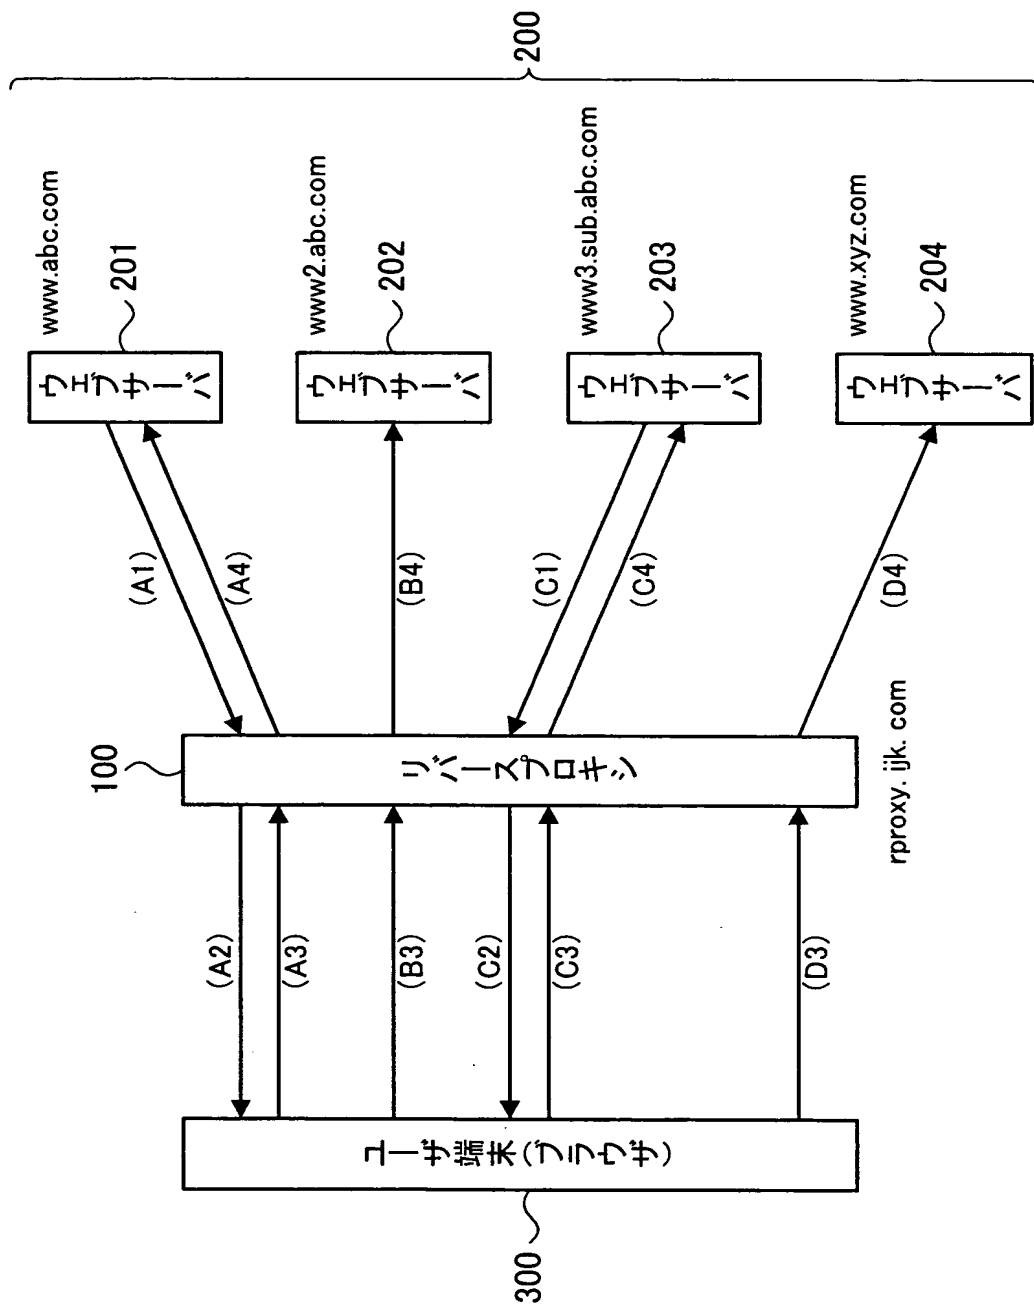 200
www.abc.com
201
ウェブサーバ
www2.abc.com
202
ウェブサーバ
www3.sub.abc.com
203
ウェブサーバ
www.xyz.com
204
ウェブサーバ
(A1)
(A4)
(B4)
(C1)
(C4)
(D4)
100
リバースプロキシ
rproxy. ijk. com
(A2)
(A3)
(B3)
(C2)
(C3)
(D3)
ユーザ端末(ブラウザ)
300